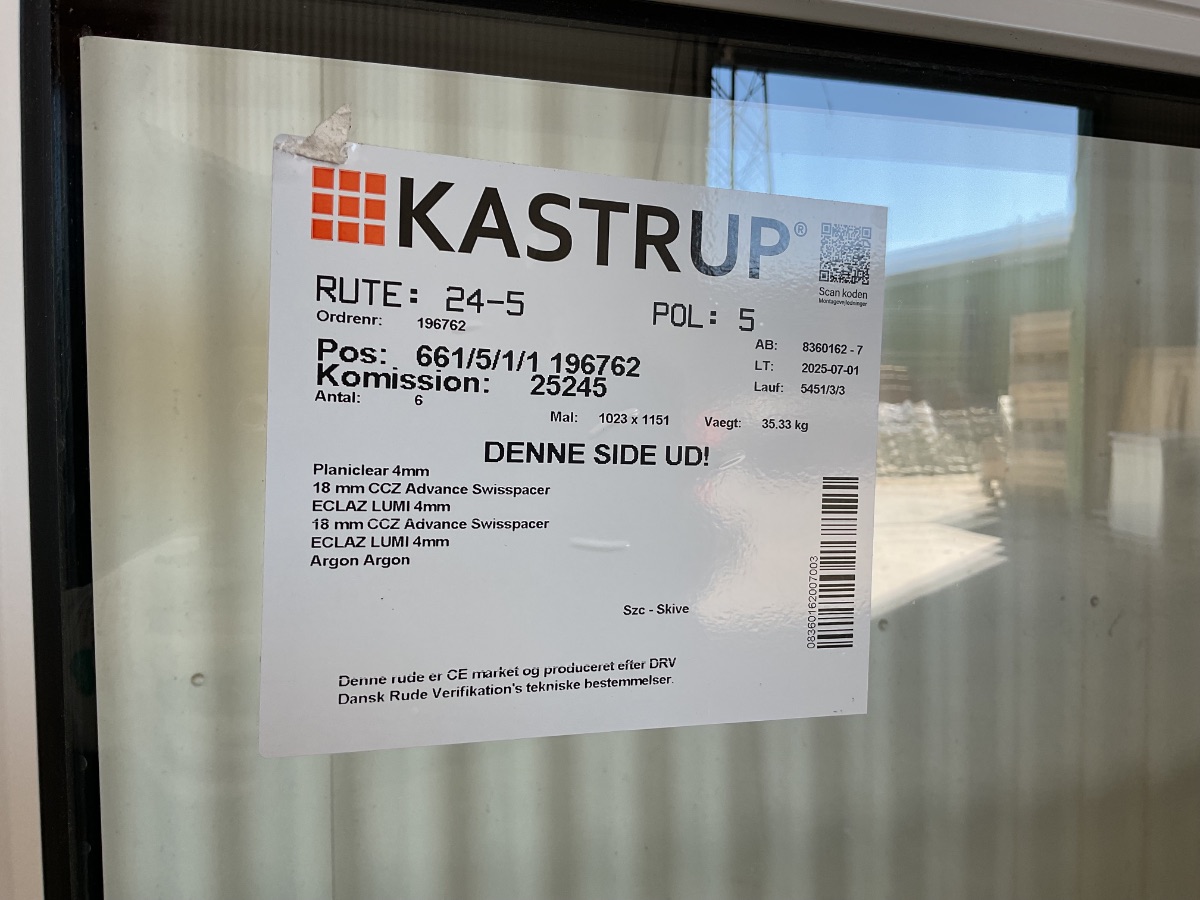 KASTRUP®
Scan koden
Montagevejledninger
RUTE: 24-5
POL: 5
Ordrenr: 196762
Pos: 661/5/1/1 196762
Komission: 25245
Antal: 6
AB: 8360162 - 7
LT: 2025-07-01
Lauf: 5451/3/3
Mal: 1023 x 1151 Vaegt: 35.33 kg
DENNE SIDE UD!
Planiclear 4mm
18 mm CCZ Advance Swisspacer
ECLAZ LUMI 4mm
18 mm CCZ Advance Swisspacer
ECLAZ LUMI 4mm
Argon Argon
Szc - Skive
08360162007003
Denne rude er CE market og produceret efter DRV
Dansk Rude Verifikation's tekniske bestemmelser.